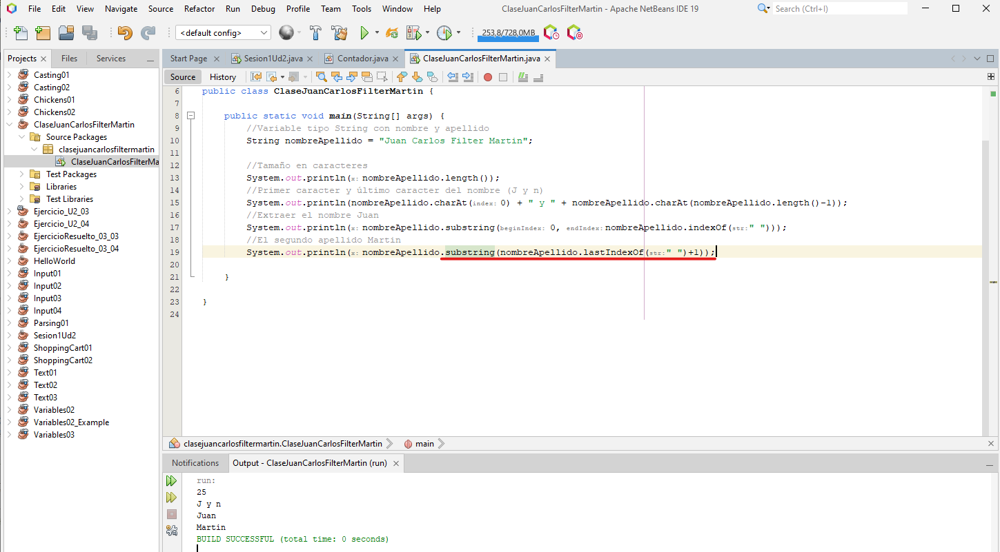 File Edit View Navigate Source Refactor Run Debug Profile Team Tools Window Help ClaseJuanCarlosFilterMartin - Apache NetBeans IDE 19 Search (Ctrl+I)
<default config> 253,8/728,0MB
Projects Files Services
Casting01
Casting02
Chickens01
Chickens02
ClaseJuanCarlosFilterMartin
Source Packages
clasejuancarlosfiltermartin
ClaseJuanCarlosFilterMa
Test Packages
Libraries
Test Libraries
Ejercicio_U2_03
Ejercicio_U2_04
EjercicioResuelto_03_03
EjercicioResuelto_03_04
HelloWorld
Input01
Input02
Input03
Input04
Parsing01
Sesion1Ud2
ShoppingCart01
ShoppingCart02
Text01
Text02
Text03
Variables02
Variables02_Example
Variables03
Start Page Sesion1Ud2.java Contador.java ClaseJuanCarlosFilterMartin.java
Source History
6 public class ClaseJuanCarlosFilterMartin {
7
8 public static void main(String[] args) {
9 //Variable tipo String con nombre y apellido
10 String nombreApellido = "Juan Carlos Filter Martin";
11
12 //Tamaño en caracteres
13 System.out.println(x: nombreApellido.length());
14 //Primer caracter y último caracter del nombre (J y n)
15 System.out.println(nombreApellido.charAt(index: 0) + " y " + nombreApellido.charAt(nombreApellido.length()-1));
16 //Extraer el nombre Juan
17 System.out.println(x: nombreApellido.substring(beginIndex: 0, endIndex: nombreApellido.indexOf(str:" ")));
18 //El segundo apellido Martin
19 System.out.println(x: nombreApellido.substring(nombreApellido.lastIndexOf(str:" ")+1));
20
21 }
22
23 }
24
clasejuancarlosfiltermartin.ClaseJuanCarlosFilterMartin main
Notifications Output - ClaseJuanCarlosFilterMartin (run)
run:
25
J y n
Juan
Martin
BUILD SUCCESSFUL (total time: 0 seconds)